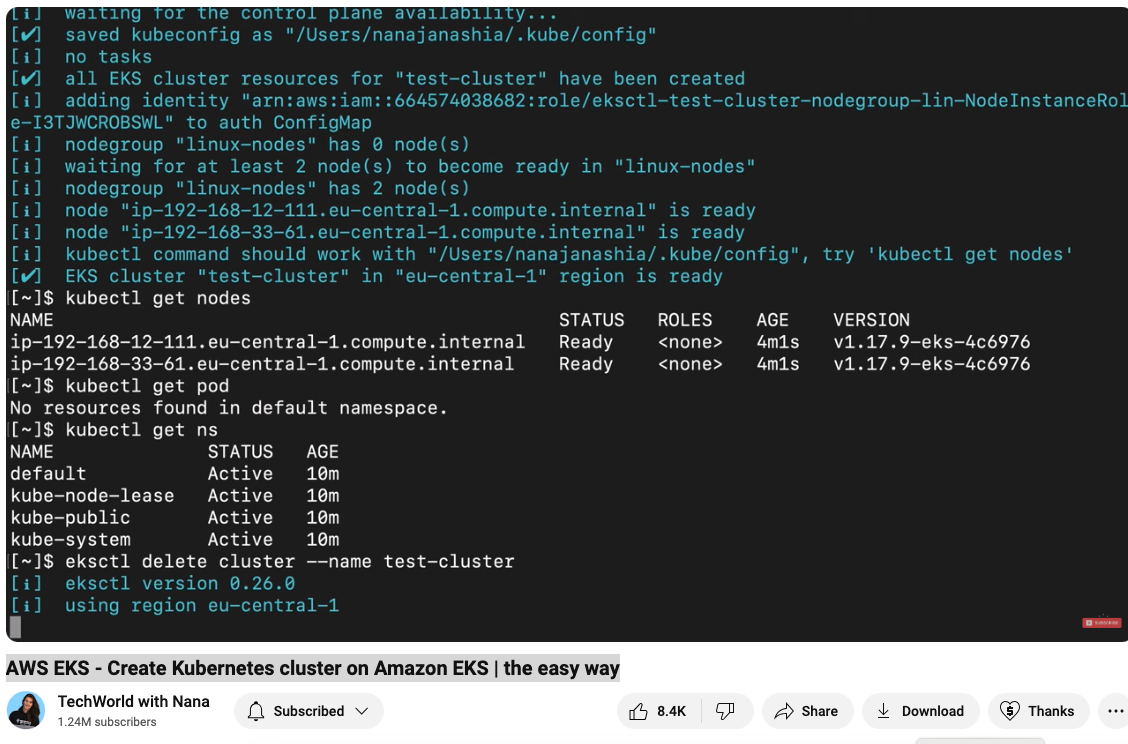 [ℹ]  waiting for the control plane availability...
[✔]  saved kubeconfig as "/Users/nanajanashia/.kube/config"
[ℹ]  no tasks
[✔]  all EKS cluster resources for "test-cluster" have been created
[ℹ]  adding identity "arn:aws:iam::664574038682:role/eksctl-test-cluster-nodegroup-lin-NodeInstanceRol
e-I3TJWCROBSWL" to auth ConfigMap
[ℹ]  nodegroup "linux-nodes" has 0 node(s)
[ℹ]  waiting for at least 2 node(s) to become ready in "linux-nodes"
[ℹ]  nodegroup "linux-nodes" has 2 node(s)
[ℹ]  node "ip-192-168-12-111.eu-central-1.compute.internal" is ready
[ℹ]  node "ip-192-168-33-61.eu-central-1.compute.internal" is ready
[ℹ]  kubectl command should work with "/Users/nanajanashia/.kube/config", try 'kubectl get nodes'
[✔]  EKS cluster "test-cluster" in "eu-central-1" region is ready
[~]$ kubectl get nodes
NAME STATUS ROLES AGE VERSION
ip-192-168-12-111.eu-central-1.compute.internal Ready <none> 4m1s v1.17.9-eks-4c6976
ip-192-168-33-61.eu-central-1.compute.internal Ready <none> 4m1s v1.17.9-eks-4c6976
[~]$ kubectl get pod
No resources found in default namespace.
[~]$ kubectl get ns
NAME STATUS AGE
default Active 10m
kube-node-lease Active 10m
kube-public Active 10m
kube-system Active 10m
[~]$ eksctl delete cluster --name test-cluster
[ℹ]  eksctl version 0.26.0
[ℹ]  using region eu-central-1
SUBSCRIBE
AWS EKS - Create Kubernetes cluster on Amazon EKS | the easy way
TechWorld with Nana
1.24M subscribers
Subscribed
8.4K
Share
Download
Thanks